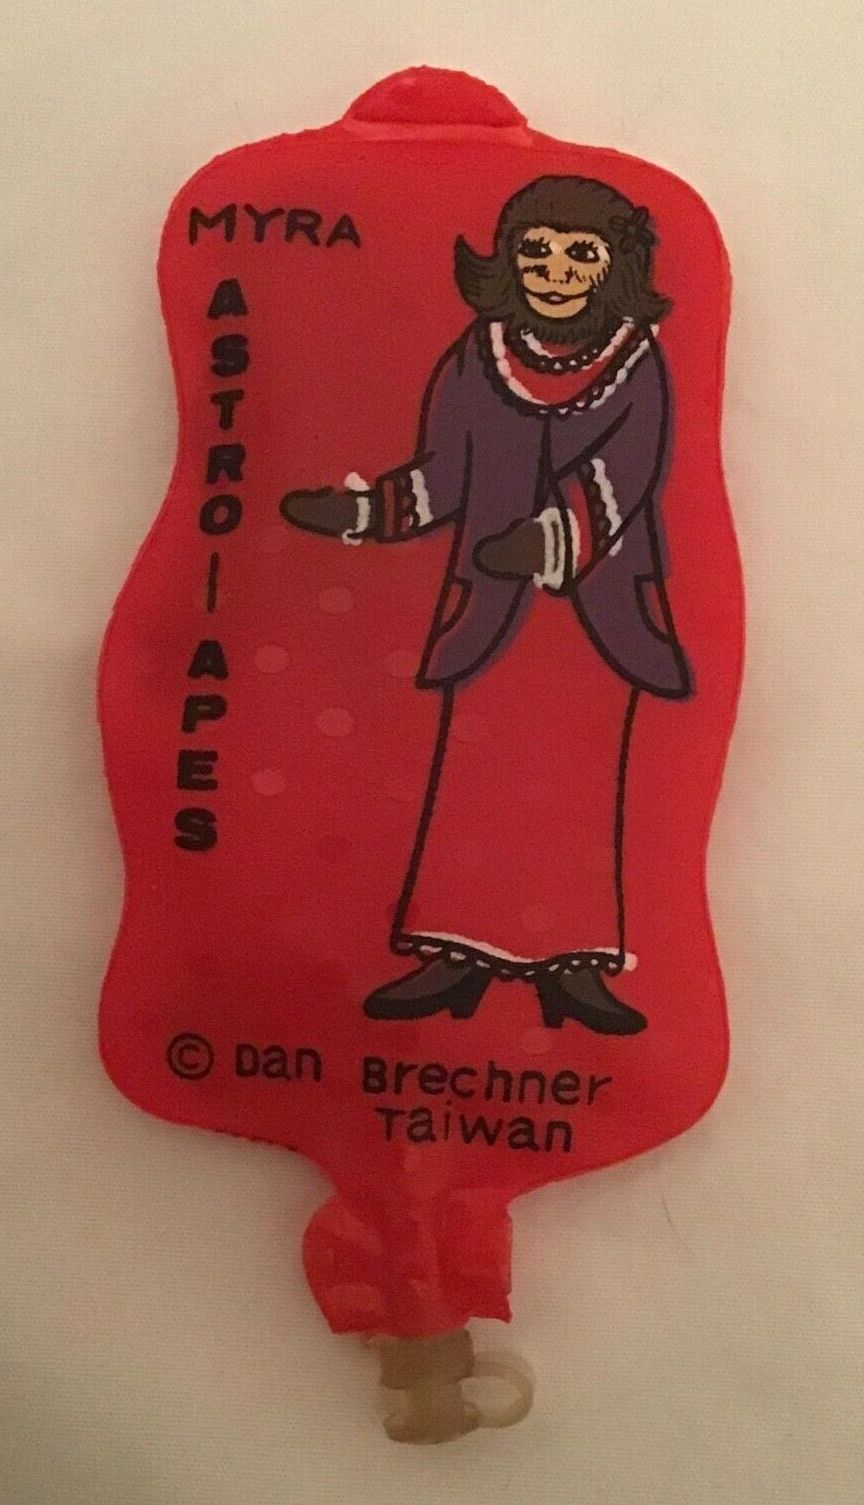 MYRA
ASTRO | APES
© Dan Brechner
Taiwan